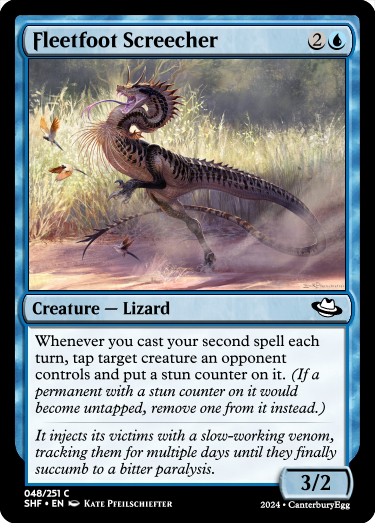 Fleetfoot Screecher 2
Creature — Lizard
Whenever you cast your second spell each
turn, tap target creature an opponent
controls and put a stun counter on it. (If a
permanent with a stun counter on it would
become untapped, remove one from it instead.)
It injects its victims with a slow-working venom,
tracking them for multiple days until they finally
succumb to a bitter paralysis.
3/2
048/251 C
SHF • EN Kate Pfeilschiefter
2024 • CanterburyEgg